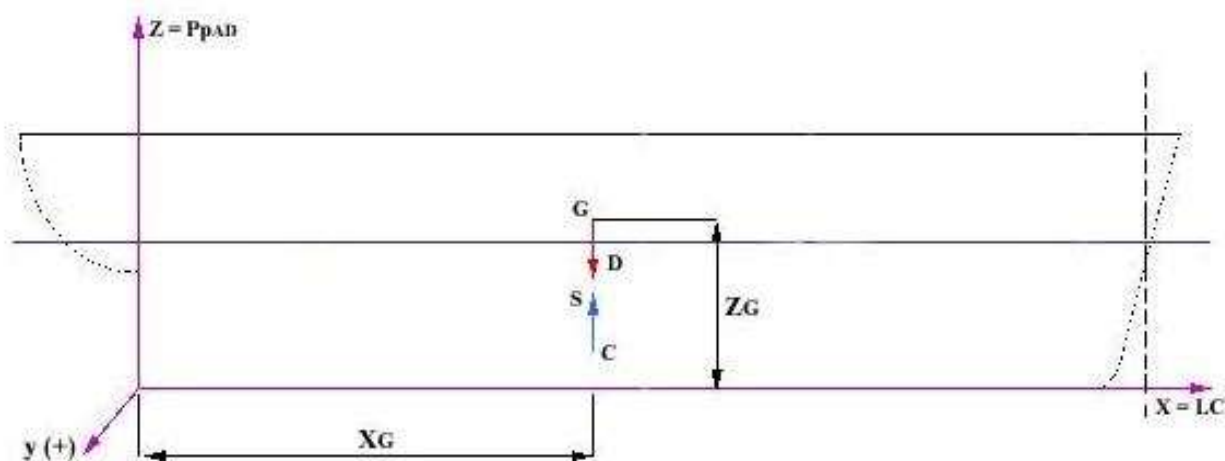 Z = PpAD
G
D
S
ZG
C
X = LC
y (+)
XG